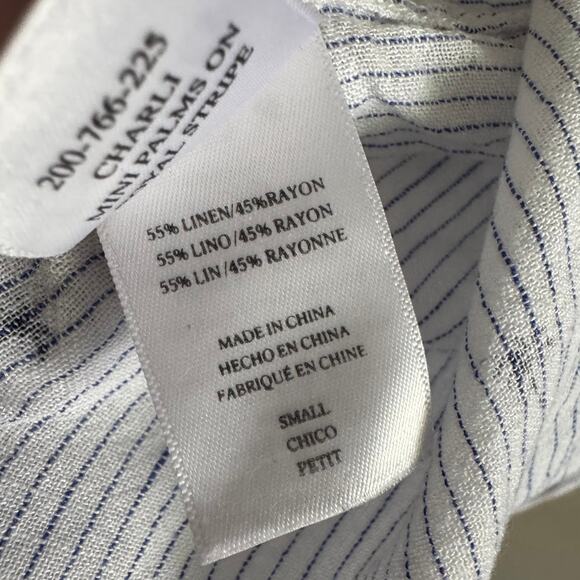 200-766-225
CHARLI
MINI PALMS ON
STRIPE
55% LINEN/45%RAYON
55% LINO/45% RAYON
55% LIN/45% RAYONNE
MADE IN CHINA
HECHO EN CHINA
FABRIQUÉ EN CHINE
SMALL
CHICO
PETIT